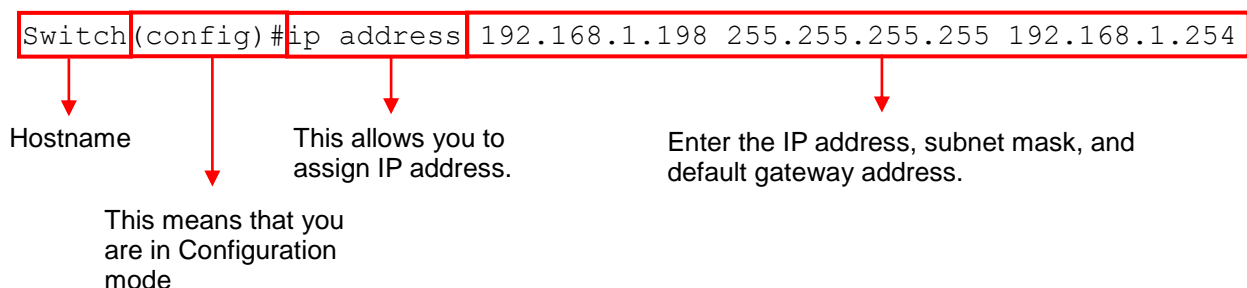 Switch(config)#ip address 192.168.1.198 255.255.255.255 192.168.1.254
Hostname
This allows you to
assign IP address.
Enter the IP address, subnet mask, and
default gateway address.
This means that you
are in Configuration
mode